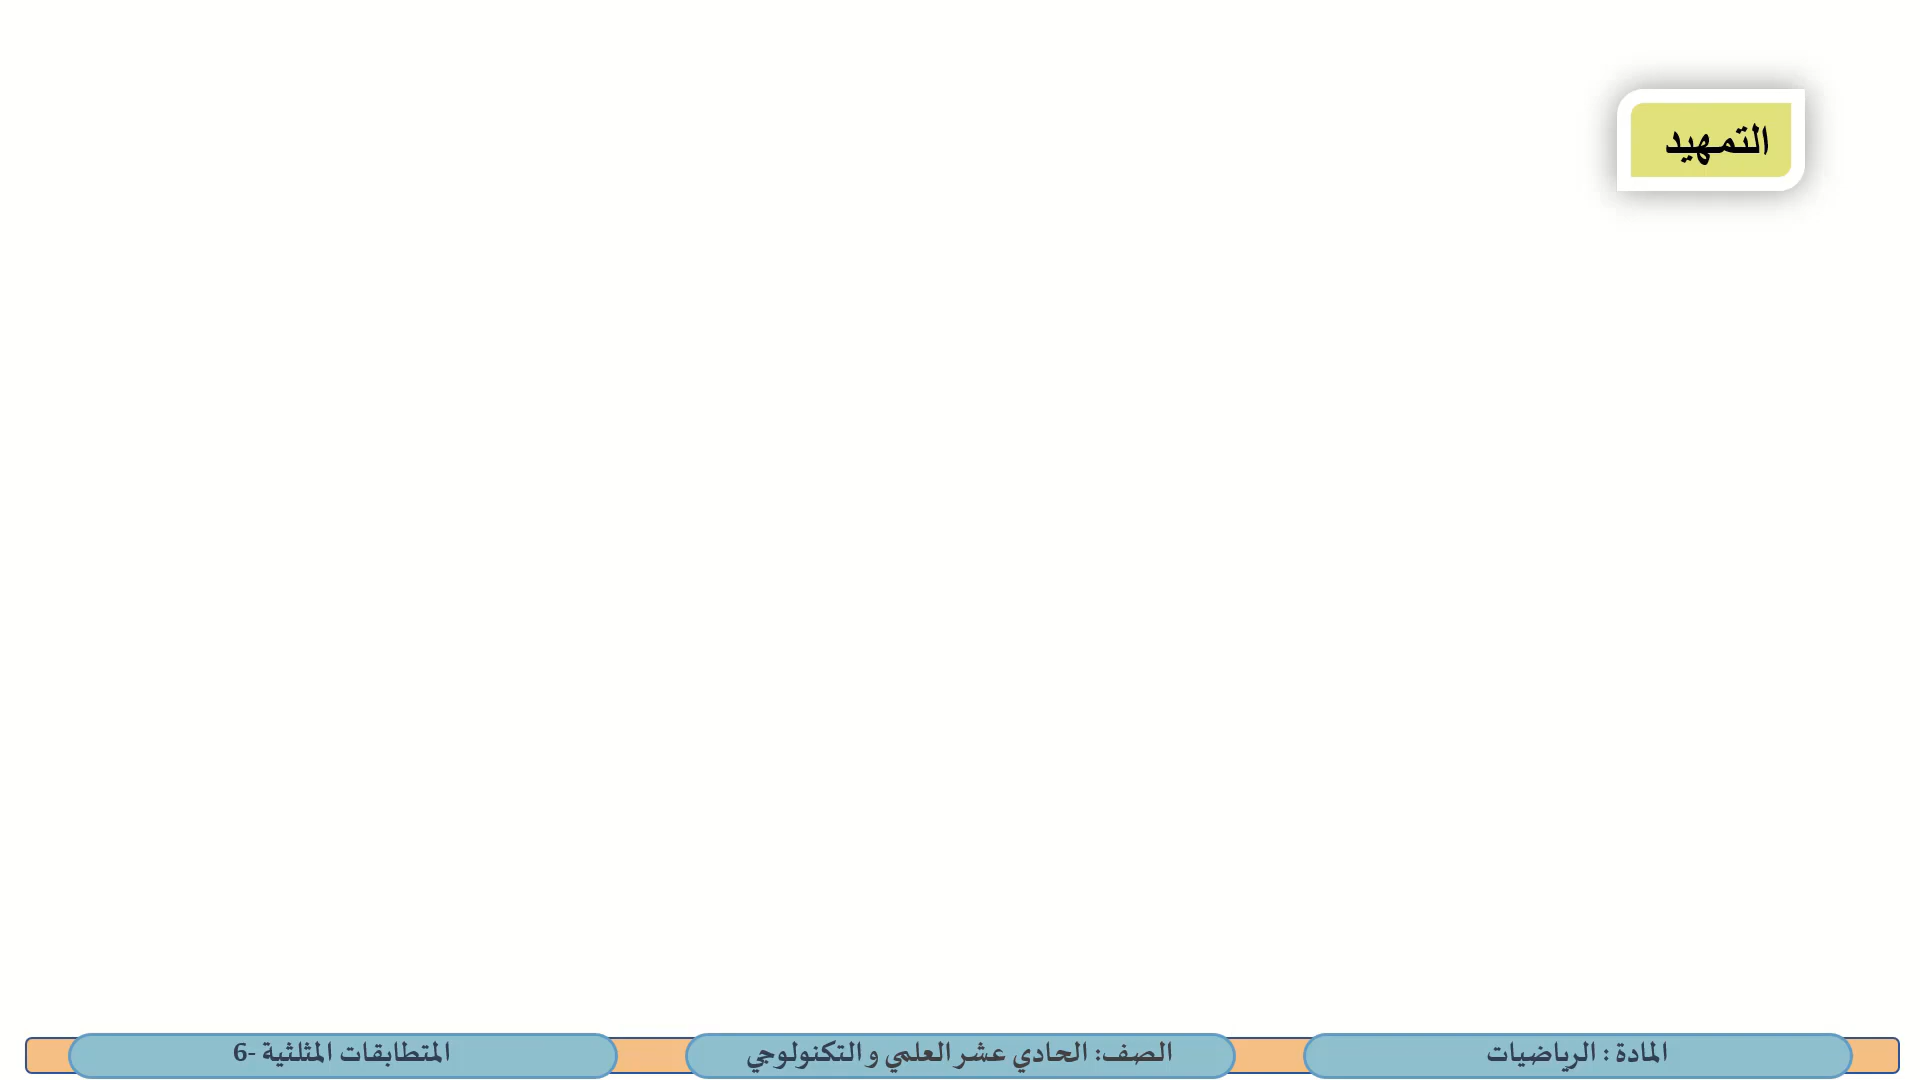 التمهيد
المادة : الرياضيات
الصف: الحادي عشر العلمي و التكنولوجي
المتطابقات المثلثية -6